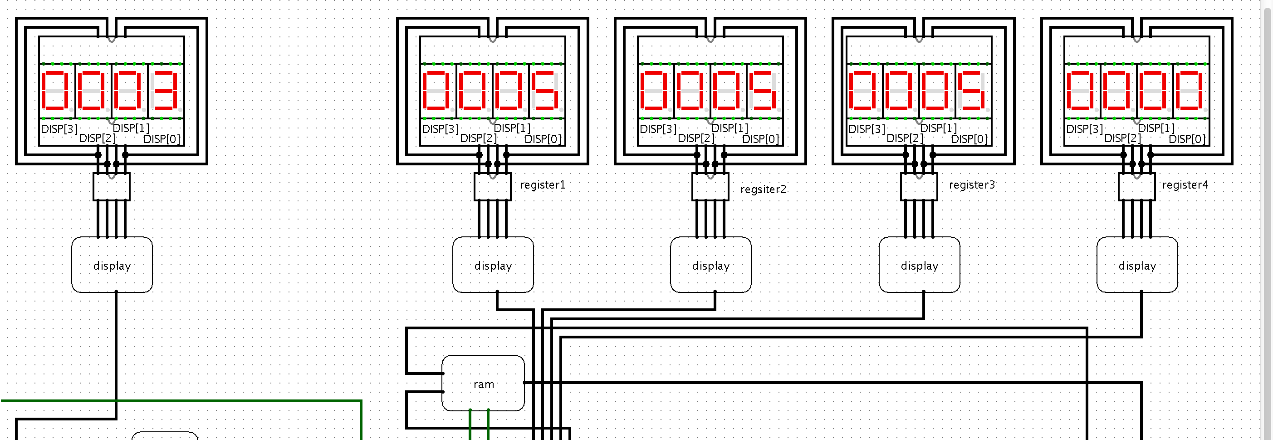 0003
DISP[3]
DISP[2]
DISP[1]
DISP[0]
display
0005
DISP[3]
DISP[2]
DISP[1]
DISP[0]
register1
display
0005
DISP[3]
DISP[2]
DISP[1]
DISP[0]
regsiter2
display
0005
DISP[3]
DISP[2]
DISP[1]
DISP[0]
register3
display
0000
DISP[3]
DISP[2]
DISP[1]
DISP[0]
register4
display
ram